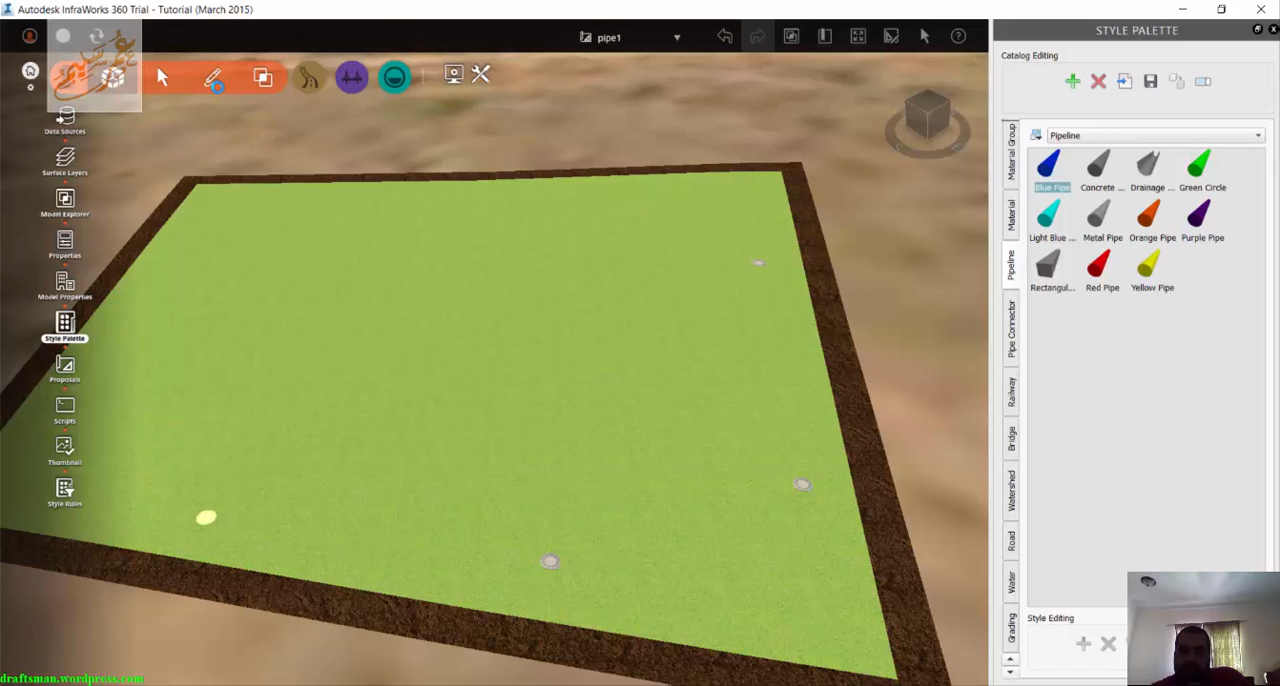 Autodesk InfraWorks 360 Trial - Tutorial (March 2015)
pipe1
Data Sources
Surface Layers
Model Explorer
Properties
Model Properties
Style Palette
Proposals
Scripts
Thumbnail
Style Rules
draftsman.wordpress.com
STYLE PALETTE
Catalog Editing
Material Group
Material
Pipeline
Pipe Connector
Railway
Bridge
Watershed
Road
Water
Grading
Pipeline
Blue Pipe
Concrete ...
Drainage ...
Green Circle
Light Blue ...
Metal Pipe
Orange Pipe
Purple Pipe
Rectangul...
Red Pipe
Yellow Pipe
Style Editing